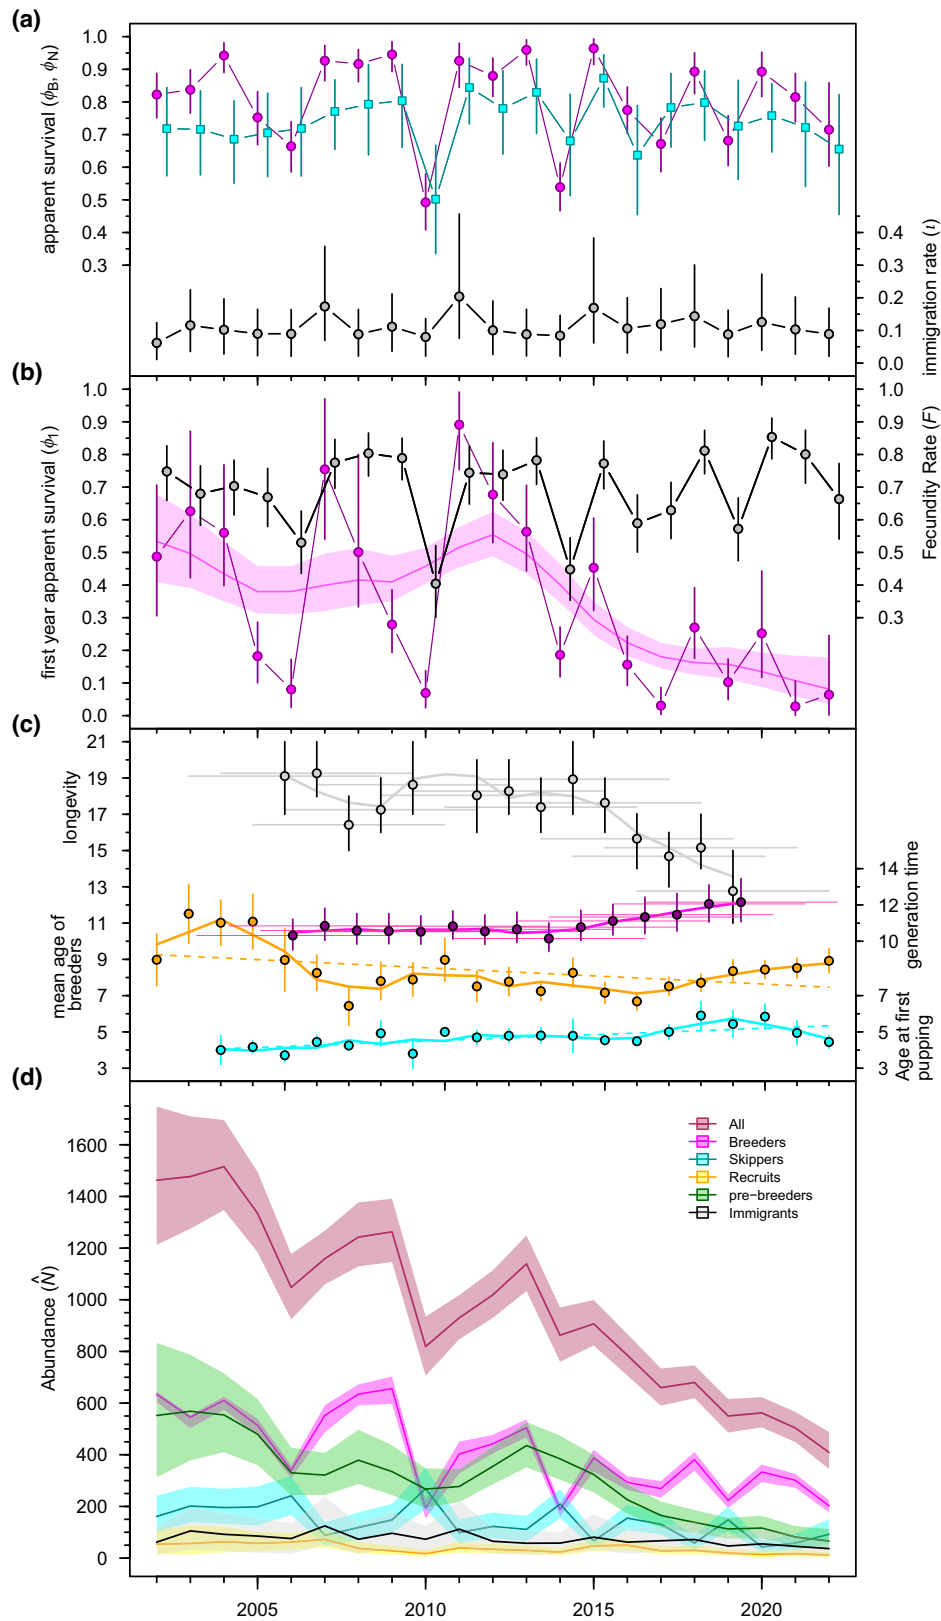 (a)
1.0
0.9
0.8
0.7
0.6
0.5
0.4
0.3
apparent survival (ϕB, ϕN)
0.4
0.3
0.2
0.1
0.0
immigration rate (ι)
(b)
1.0
0.9
0.8
0.7
0.6
0.5
0.4
0.3
0.2
0.1
0.0
first year apparent survival (ϕ1)
1.0
0.9
0.8
0.7
0.6
0.5
0.4
0.3
Fecundity Rate (F)
(c)
21
19
17
15
13
11
9
7
5
3
longevity
mean age of
breeders
14
12
10
generation time
7
5
3
Age at first
pupping
(d)
1600
1400
1200
1000
800
600
400
200
0
Abundance (N̂)
All
Breeders
Skippers
Recruits
pre−breeders
Immigrants
2005
2010
2015
2020